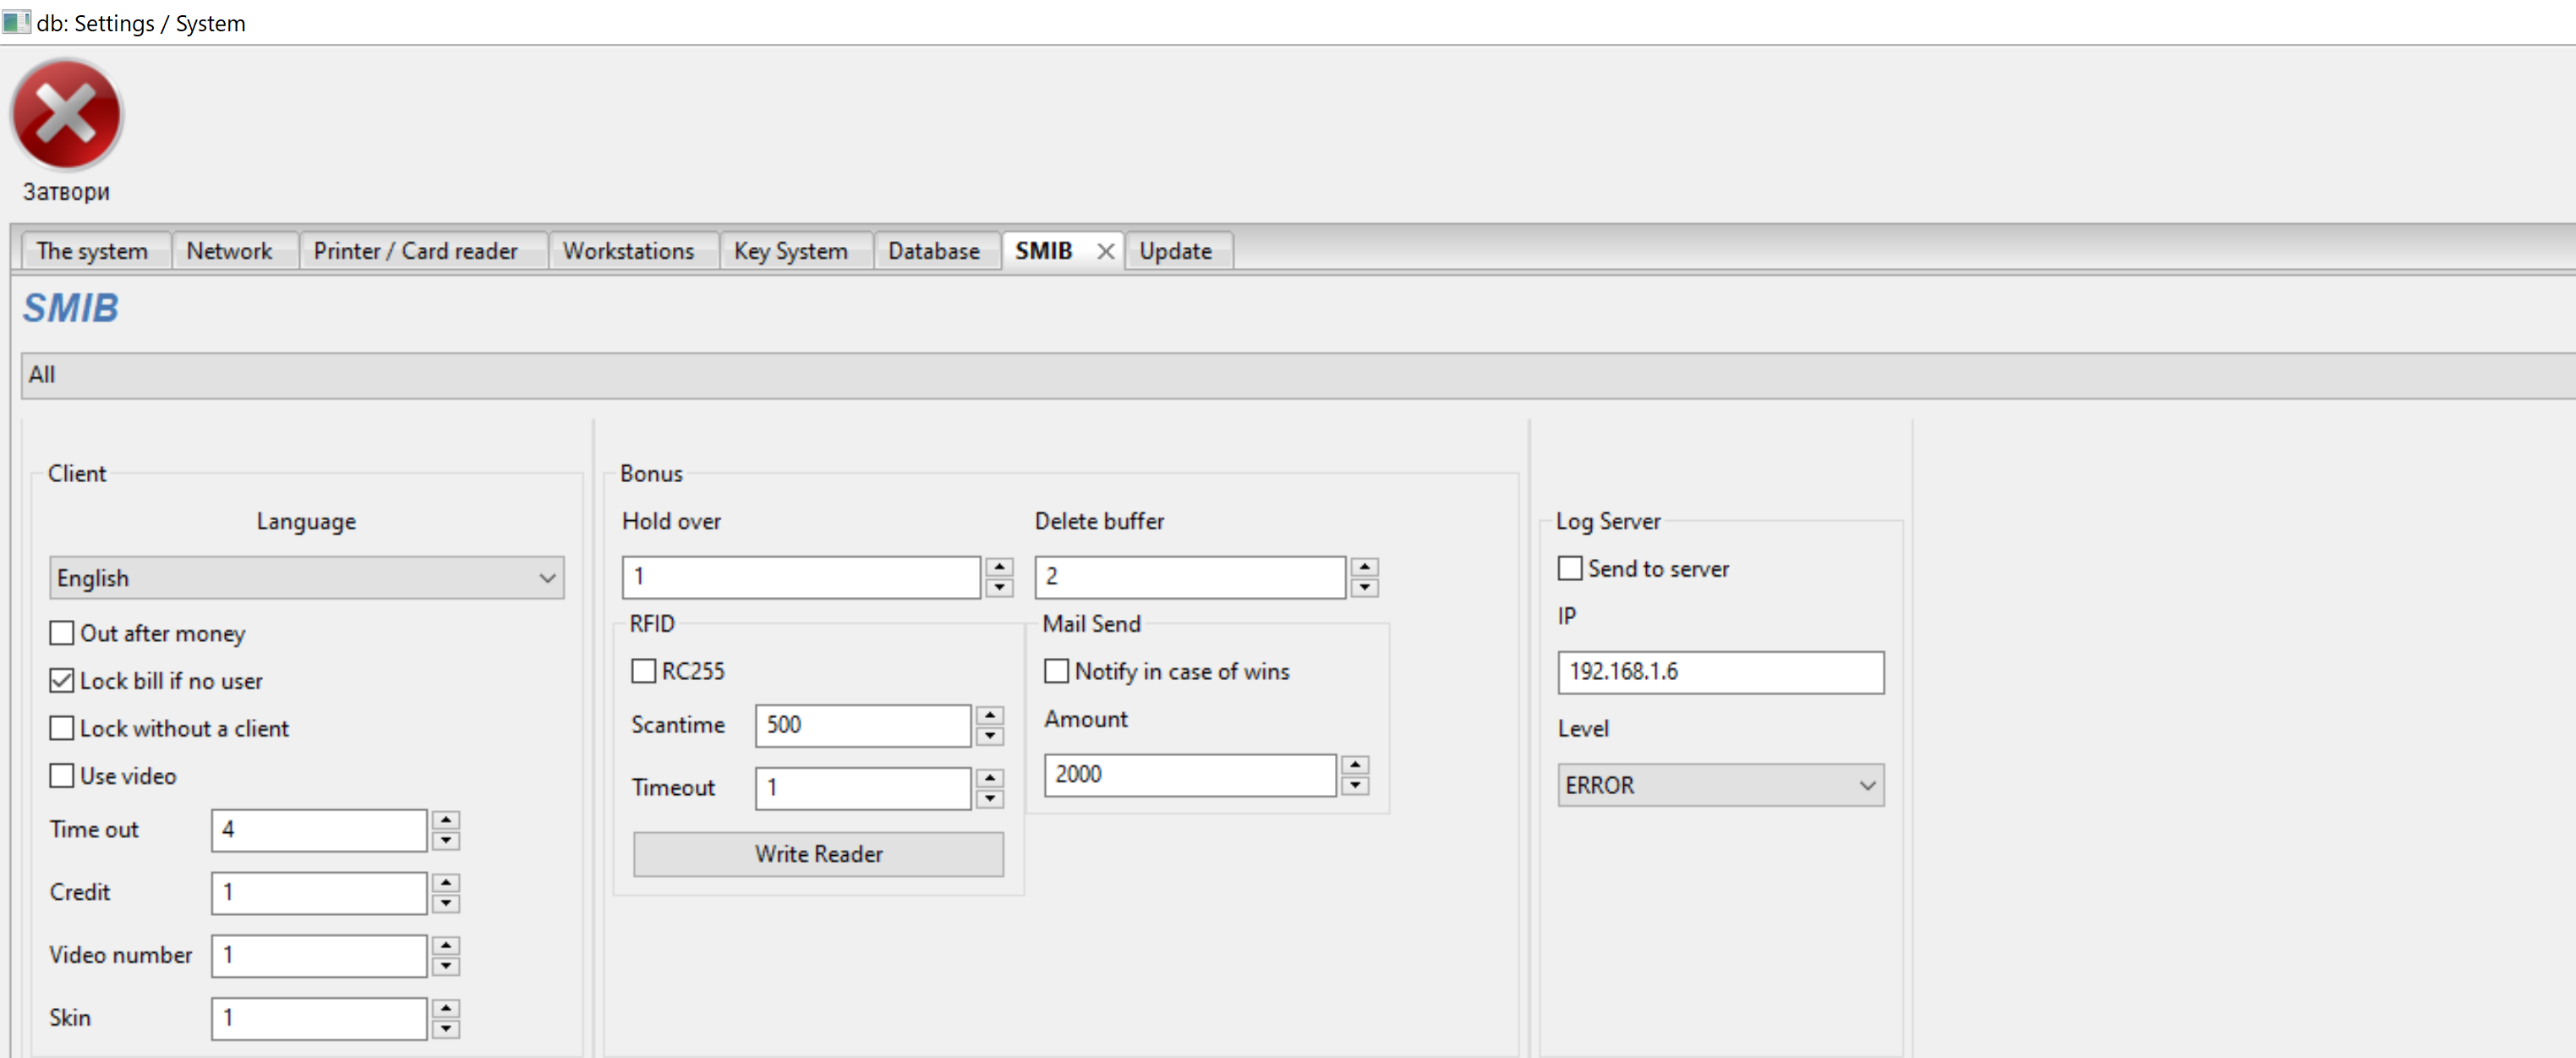 db: Settings / System
Затвори
The system Network Printer / Card reader Workstations Key System Database SMIB Update
SMIB
All
Client
Language
English
Out after money
Lock bill if no user
Lock without a client
Use video
Time out 4
Credit 1
Video number 1
Skin 1
Bonus
Hold over Delete buffer
1 2
RFID
RC255
Scantime 500
Timeout 1
Write Reader
Mail Send
Notify in case of wins
Amount
2000
Log Server
Send to server
IP
192.168.1.6
Level
ERROR